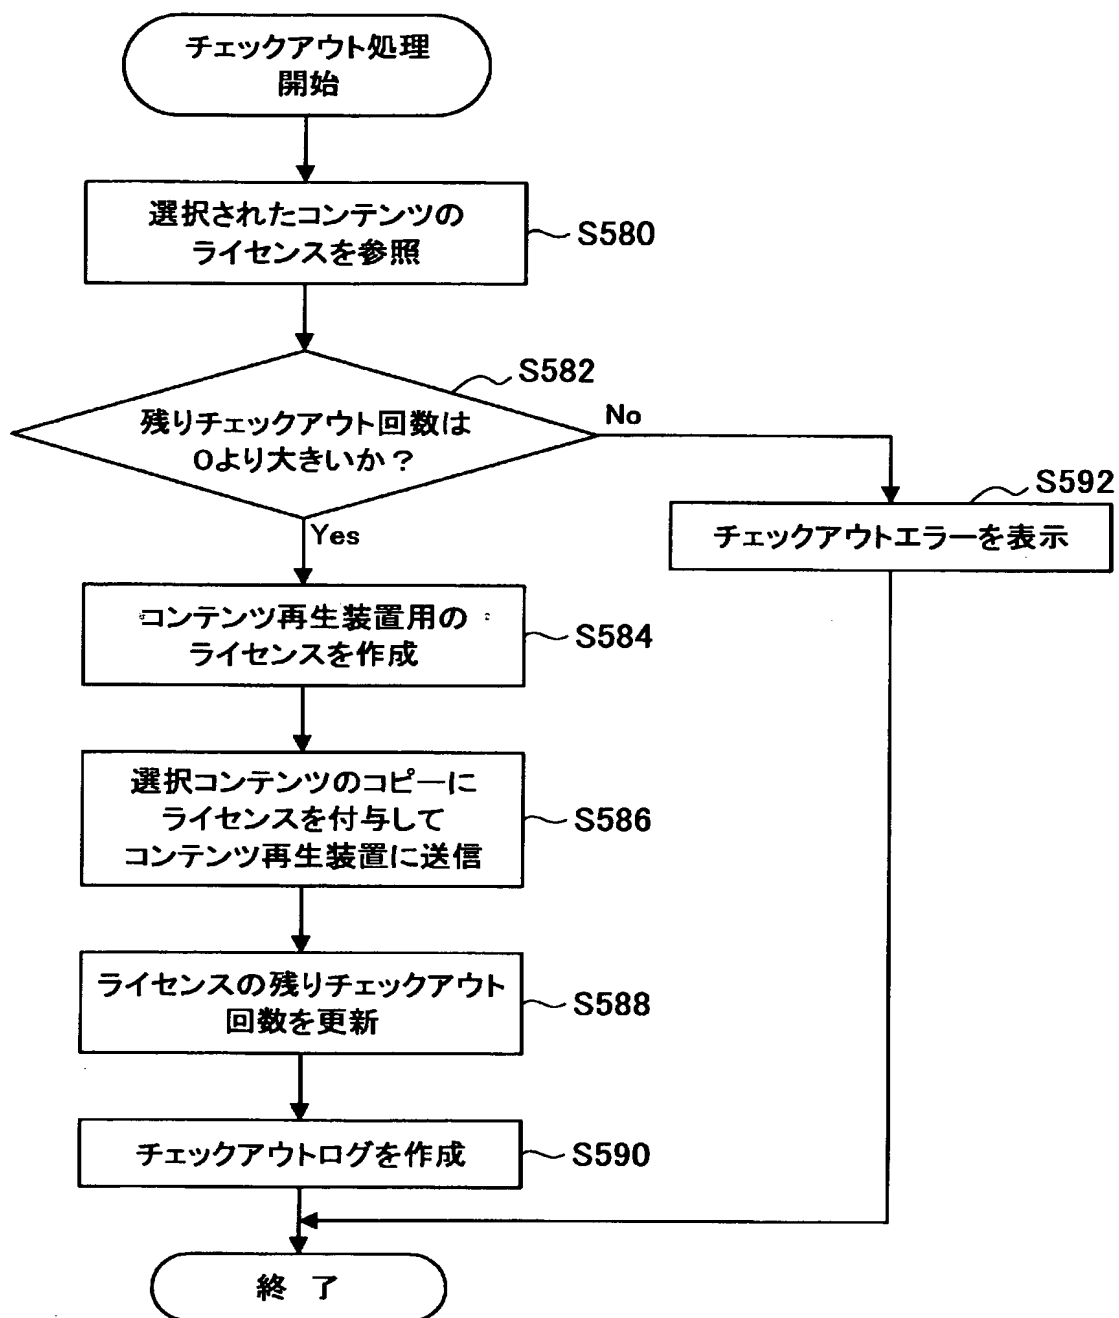 チェックアウト処理
開始
選択されたコンテンツの
ライセンスを参照
S580
S582
残りチェックアウト回数は
0より大きいか？
No
S592
チェックアウトエラーを表示
Yes
コンテンツ再生装置用の
ライセンスを作成
S584
選択コンテンツのコピーに
ライセンスを付与して
コンテンツ再生装置に送信
S586
ライセンスの残りチェックアウト
回数を更新
S588
チェックアウトログを作成
S590
終 了